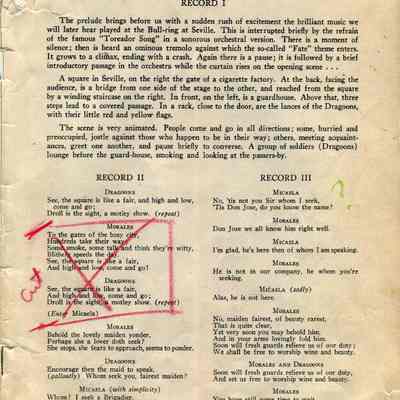 RECORD I
The prelude brings before us with a sudden rush of excitement the brilliant music we
will later hear played at the Bull-ring at Seville. This is interrupted briefly by the refrain
of the famous "Toreador Song" in a sonorous orchestral version. There is a moment of
silence; then is heard an ominous tremolo against which the so-called "Fate" theme enters.
It grows to a climax, ending with a crash. Again there is a pause; it is followed by a brief
introductory passage in the orchestra while the curtain rises on the opening scene . . .
A square in Seville, on the right the gate of a cigarette factory. At the back, facing the
audience, is a bridge from one side of the stage to the other, and reached from the square
by a winding staircase on the right. In front, on the left, is a guardhouse. Above that, three
steps lead to a covered passage. In a rack, close to the door, are the lances of the Dragoons,
with their little red and yellow flags.
The scene is very animated. People come and go in all directions; some, hurried and
preoccupied, jostle against those who happen to be in their way; others, meeting acquaint-
ances, greet one another, and pause briefly to converse. A group of soldiers (Dragoons)
lounge before the guard-house, smoking and looking at the passers-by.
RECORD II
DRAGOONS
See, the square is like a fair, and high and low,
come and go;
Droll is the sight, a motley show. (repeat)
MORALES
To the gates of the busy city,
Hundreds take their way,
Some smoke, some talk and think they're witty,
Blithely speeds the day.
See, the square is like a fair,
And high and low come and go!
DRAGOONS
See, the square is like a fair,
And high and low, come and go;
Droll is the sight, a motley show. (repeat)
(Enter Micaela)
cut
MORALES
Behold the lovely maiden yonder,
Perhaps she a lover doth seek?
She stops, she fears to approach, seems to ponder.
DRAGOONS
Encourage then the maid to speak.
(gallantly) Whom seek you, fairest maiden?
MICAELA (with simplicity)
Whom? I seek a Brigadier.
RECORD III
MICAELA
No, 'tis not you Sir whom I seek,
'Tis Don Jose, do you know the name?
?
MORALES
Don Jose we all know him right well.
MICAELA
I'm glad, he's here then of whom I am speaking.
MORALES
He is not in our company, he whom you're
seeking.
MICAELA (sadly)
Alas, he is not here.
MORALES
No, maiden fairest, of beauty rarest,
That is quite clear,
Yet very soon you may behold him.
And in your arms lovingly fold him.
Soon will fresh guards relieve us of our duty;
We shall be free to worship wine and beauty.
MORALES AND DRAGOONS
Soon will fresh guards relieve us of our duty,
And set us free to worship wine and beauty.
MORALES